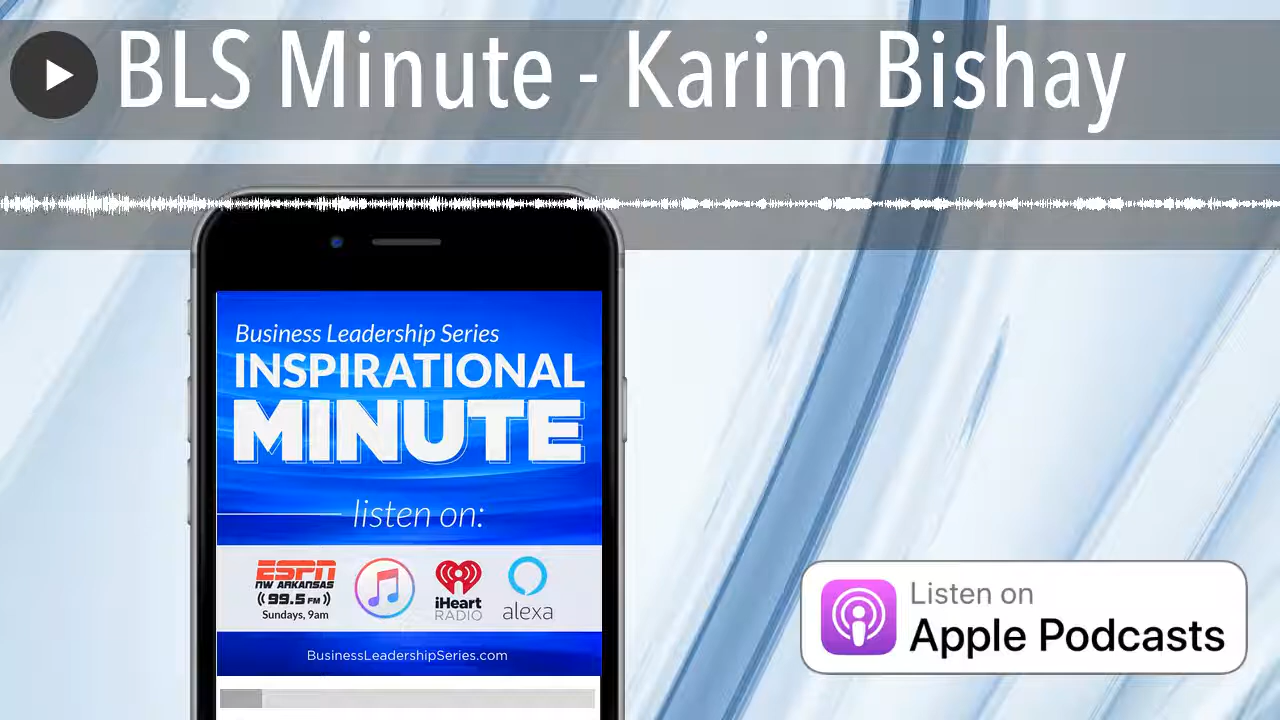 BLS Minute - Karim Bishay
Business Leadership Series
INSPIRATIONAL
MINUTE
listen on:
ESPN
NW ARKANSAS
99.5 FM
Sundays, 9am
iHeart
RADIO
alexa
BusinessLeadershipSeries.com
Listen on
Apple Podcasts